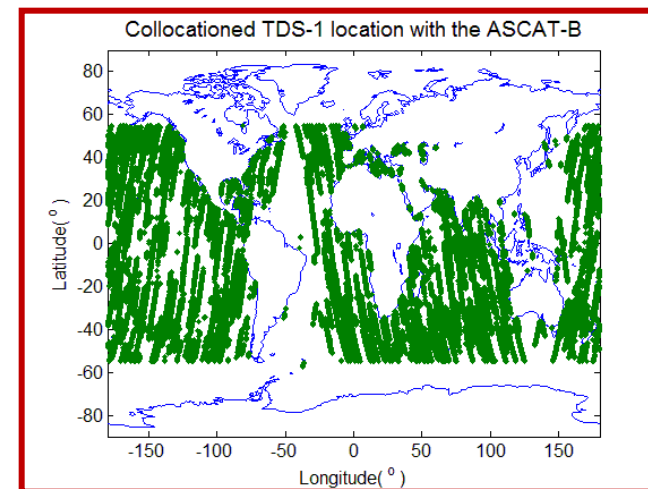 Collocationed TDS-1 location with the ASCAT-B
80
60
40
20
0
-20
-40
-60
-80
Latitude( ° )
-150 -100 -50 0 50 100 150
Longitude( ° )